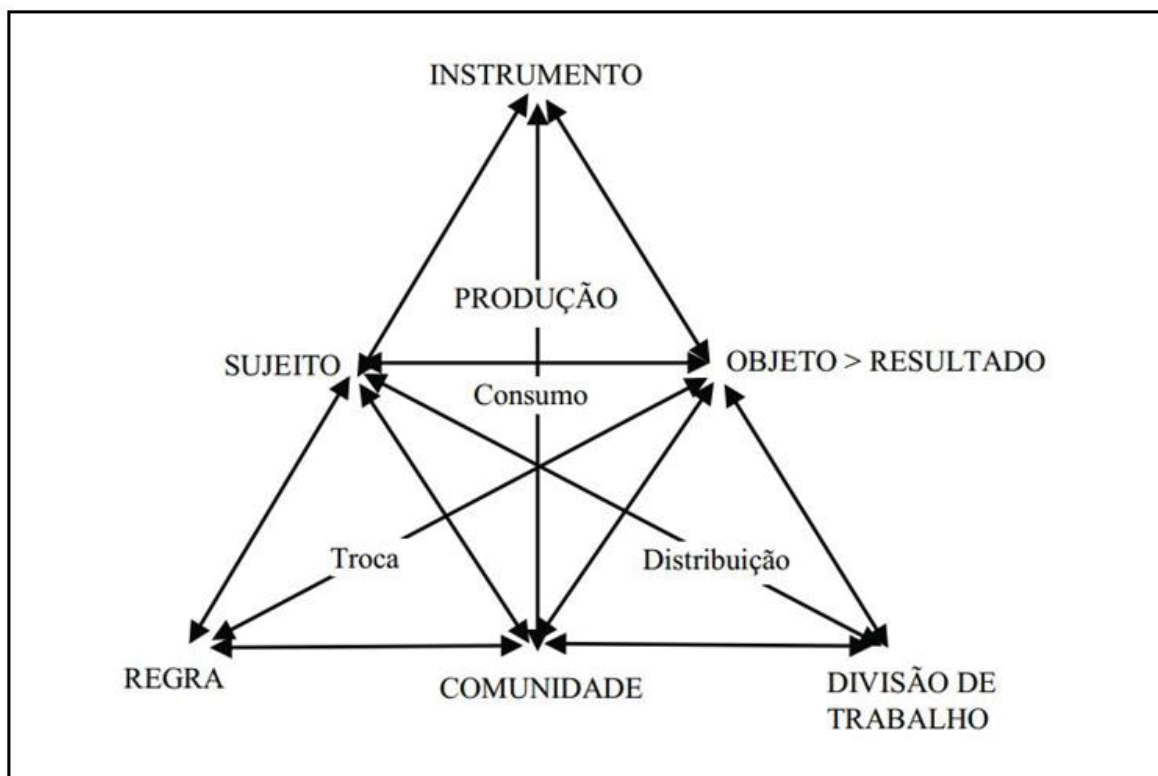 INSTRUMENTO
PRODUÇÃO
SUJEITO
OBJETO > RESULTADO
Consumo
Troca
Distribuição
REGRA
COMUNIDADE
DIVISÃO DE
TRABALHO